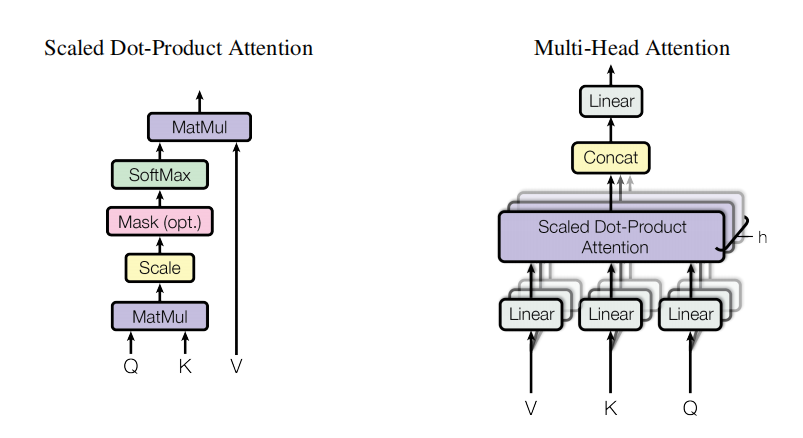 Scaled Dot-Product Attention
MatMul
SoftMax
Mask (opt.)
Scale
MatMul
Q K V
Multi-Head Attention
Linear
Concat
Scaled Dot-Product
Attention
h
Linear Linear Linear
V K Q